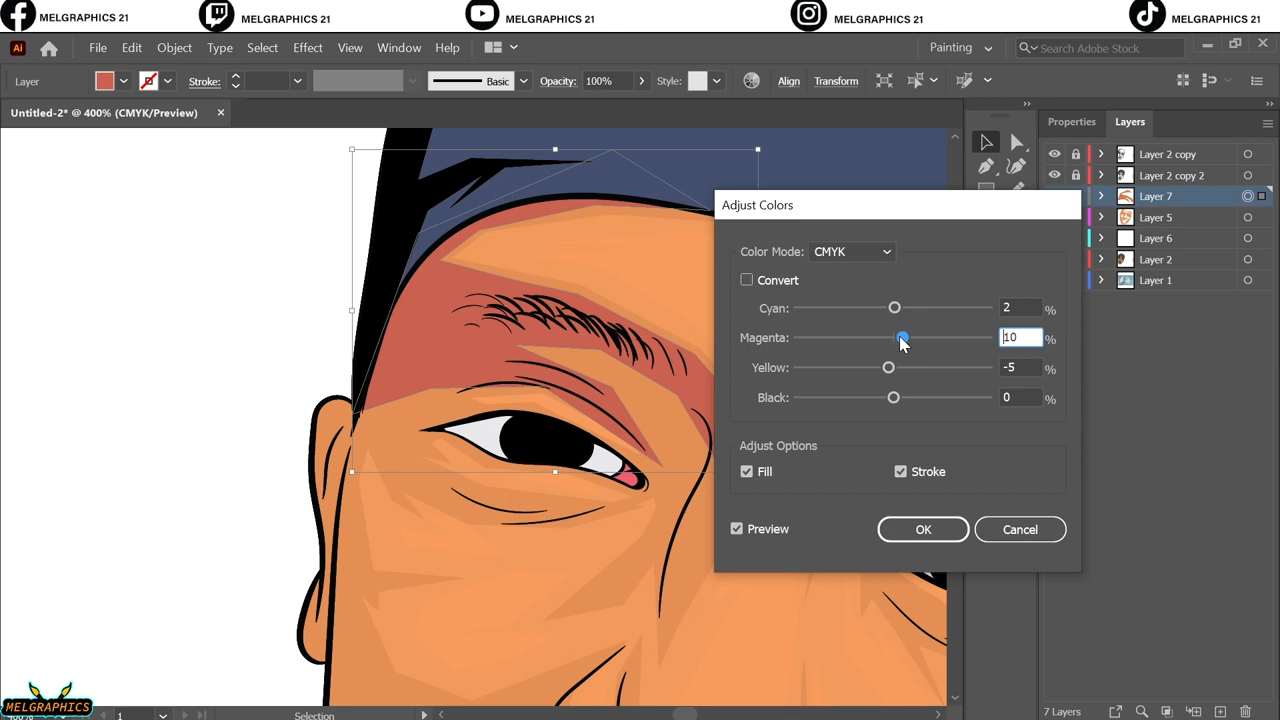 MELGRAPHICS 21 MELGRAPHICS 21 MELGRAPHICS 21 MELGRAPHICS 21 MELGRAPHICS 21
Ai File Edit Object Type Select Effect View Window Help Painting Search Adobe Stock
Layer Stroke: Basic Opacity: 100% Style: Align Transform
Untitled-2* @ 400% (CMYK/Preview)
Properties Layers
Layer 2 copy
Layer 2 copy 2
Layer 7
Layer 5
Layer 6
Layer 2
Layer 1
Adjust Colors
Color Mode: CMYK
Convert
Cyan: 2 %
Magenta: 10 %
Yellow: -5 %
Black: 0 %
Adjust Options
Fill Stroke
Preview OK Cancel
MELGRAPHICS
1 Selection 7 Layers